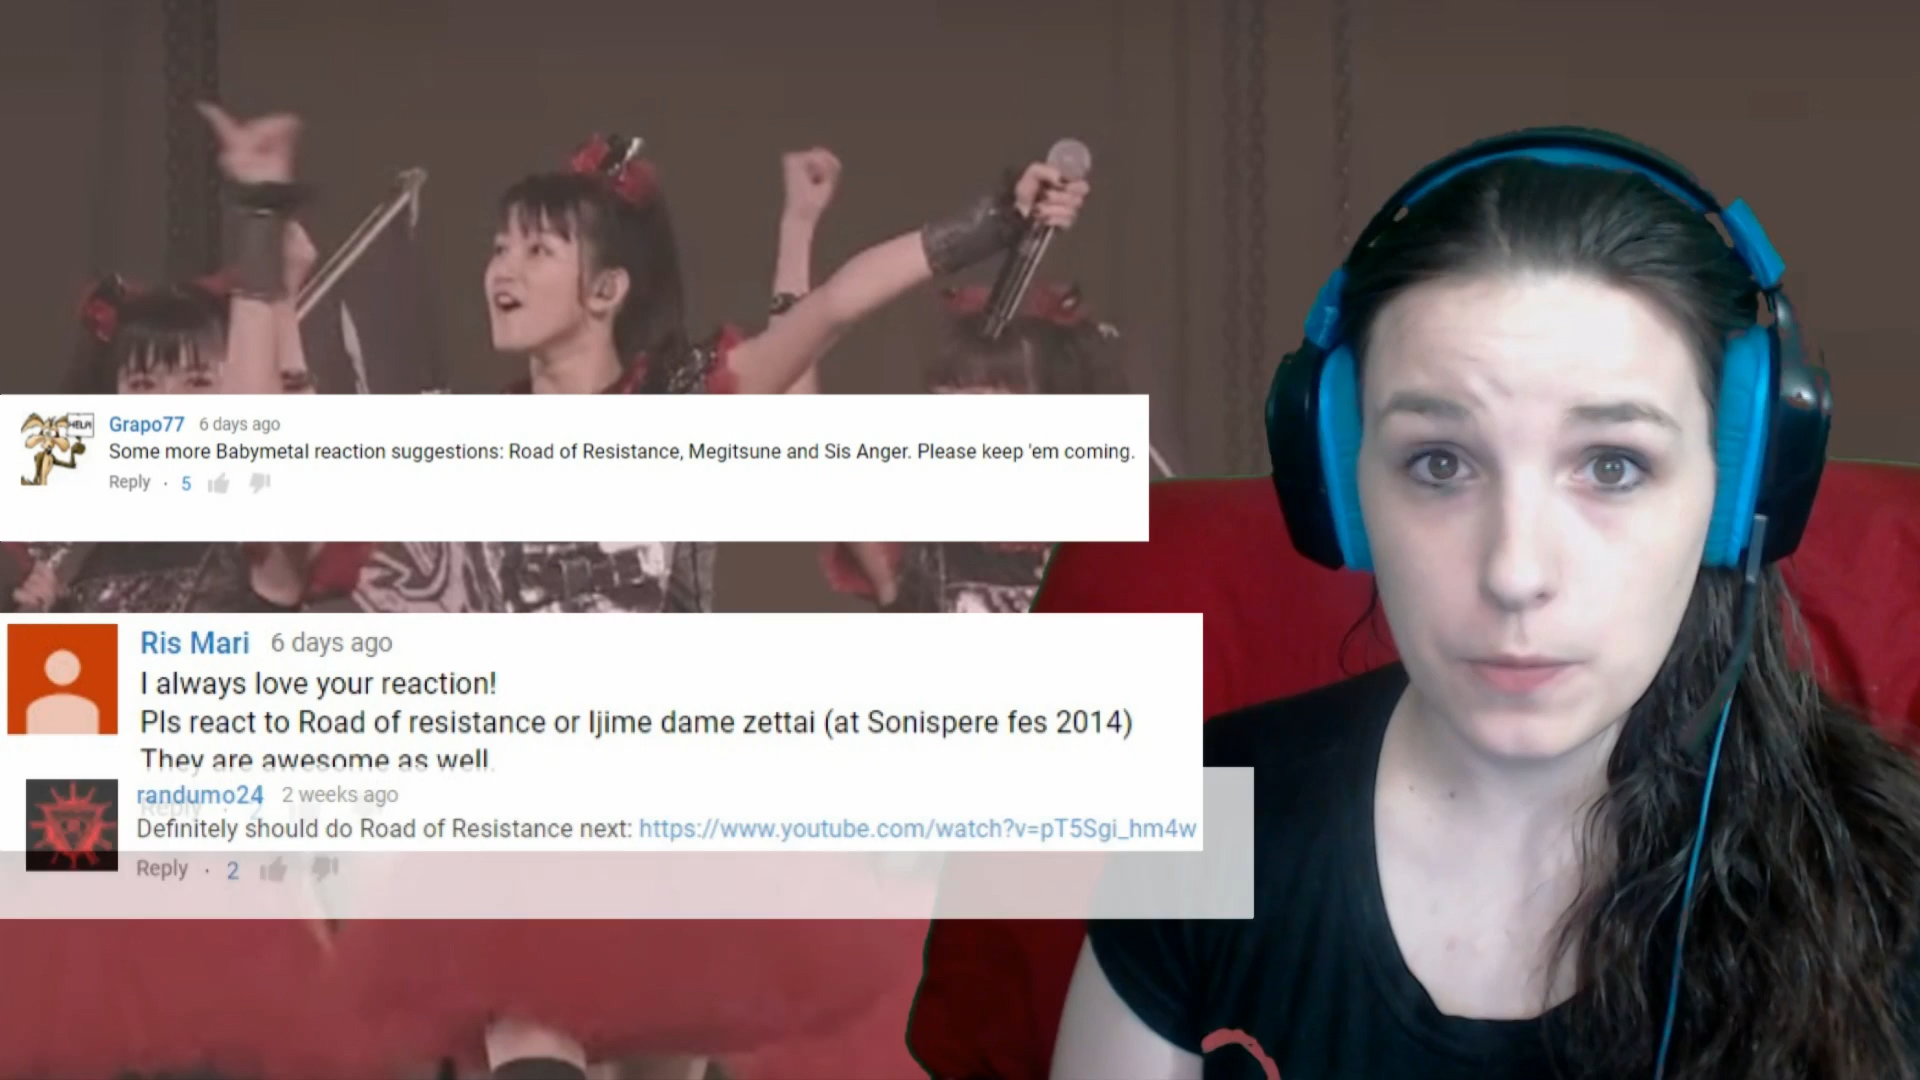 HELP!
Grapo77 6 days ago
Some more Babymetal reaction suggestions: Road of Resistance, Megitsune and Sis Anger. Please keep 'em coming.
Reply · 5
Ris Mari 6 days ago
I always love your reaction!
Pls react to Road of resistance or Ijime dame zettai (at Sonispere fes 2014)
They are awesome as well.
Reply · 2
randumo24 2 weeks ago
Definitely should do Road of Resistance next: https://www.youtube.com/watch?v=pT5Sgi_hm4w
Reply · 2